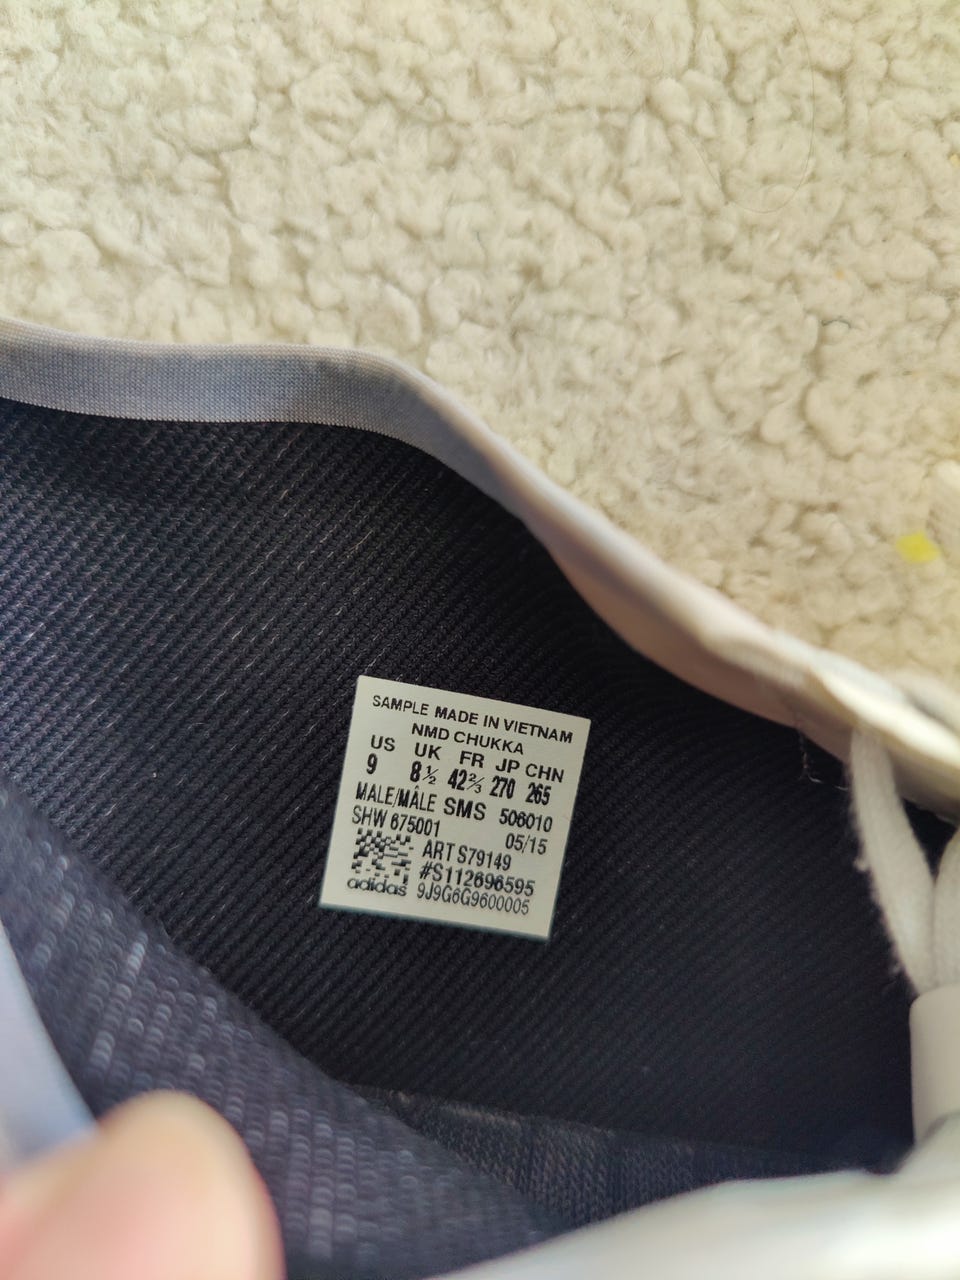 SAMPLE MADE IN VIETNAM
NMD CHUKKA
US UK FR JP CHN
9 8½ 42⅔ 270 265
MALE/MÂLE SMS 506010
SHW 675001 05/15
ART S79149
#S112696595
adidas 9J9G6G9600005